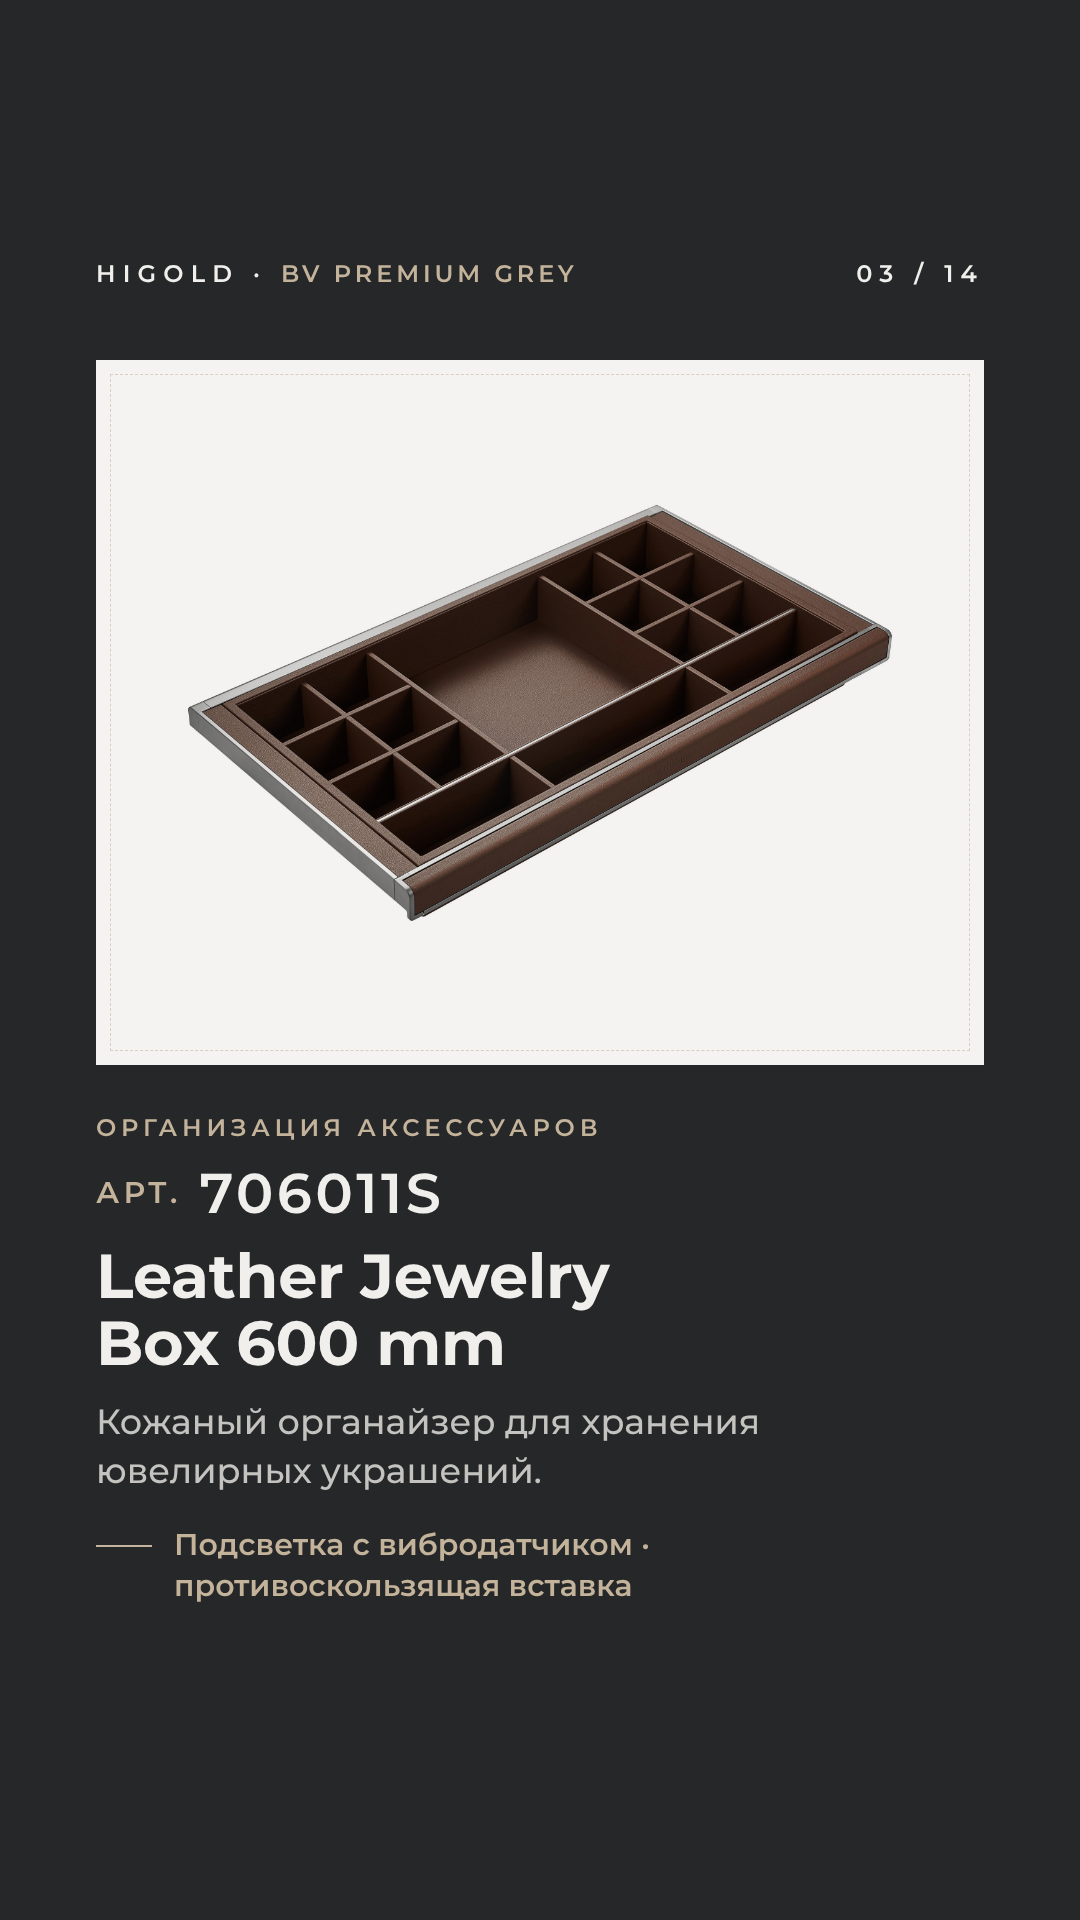 HIGOLD · BV PREMIUM GREY
03 / 14
ОРГАНИЗАЦИЯ АКСЕССУАРОВ
АРТ. 706011S
Leather Jewelry
Box 600 mm
Кожаный органайзер для хранения
ювелирных украшений.
Подсветка с вибродатчиком ·
противоскользящая вставка